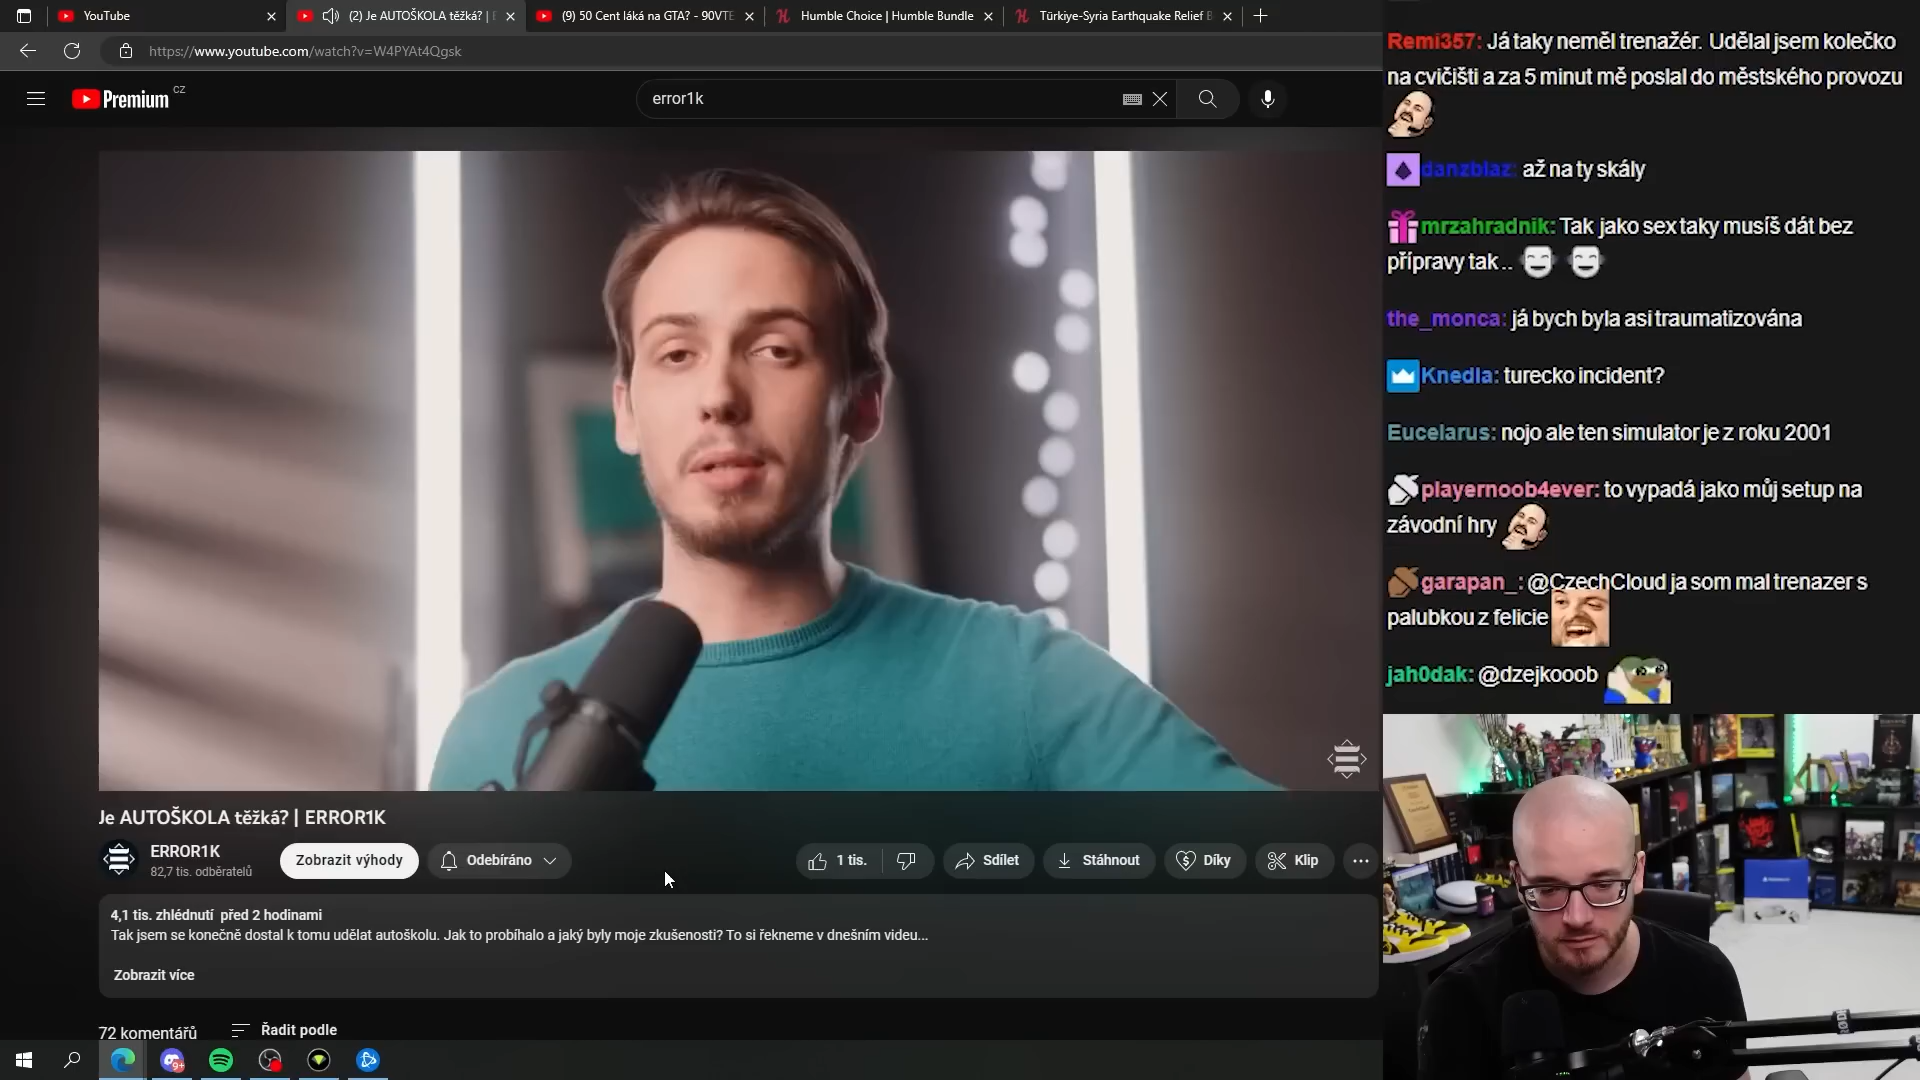 YouTube
(2) Je AUTOŠKOLA těžká? | E
(9) 50 Cent láká na GTA? - 90VTE
Humble Choice | Humble Bundle
Türkiye-Syria Earthquake Relief B
https://www.youtube.com/watch?v=W4PYAt4Qgsk
Premium CZ
error1k
Je AUTOŠKOLA těžká? | ERROR1K
ERROR1K
82,7 tis. odběratelů
Zobrazit výhody
Odebíráno
1 tis.
Sdílet
Stáhnout
Díky
Klip
4,1 tis. zhlédnutí před 2 hodinami
Tak jsem se konečně dostal k tomu udělat autoškolu. Jak to probíhalo a jaký byly moje zkušenosti? To si řekneme v dnešním videu...
Zobrazit více
72 komentářů
Řadit podle
9+
Remi357: Já taky neměl trenažér. Udělal jsem kolečko
na cvičišti a za 5 minut mě poslal do městského provozu
danzblaz: až na ty skály
mrzahradnik: Tak jako sex taky musíš dát bez
přípravy tak ..
the_monca: já bych byla asi traumatizována
Knedla: turecko incident?
Eucelarus: nojo ale ten simulator je z roku 2001
playernoob4ever: to vypadá jako můj setup na
závodní hry
garapan_: @CzechCloud ja som mal trenazer s
palubkou z felicie
jah0dak: @dzejkooob
RØDE